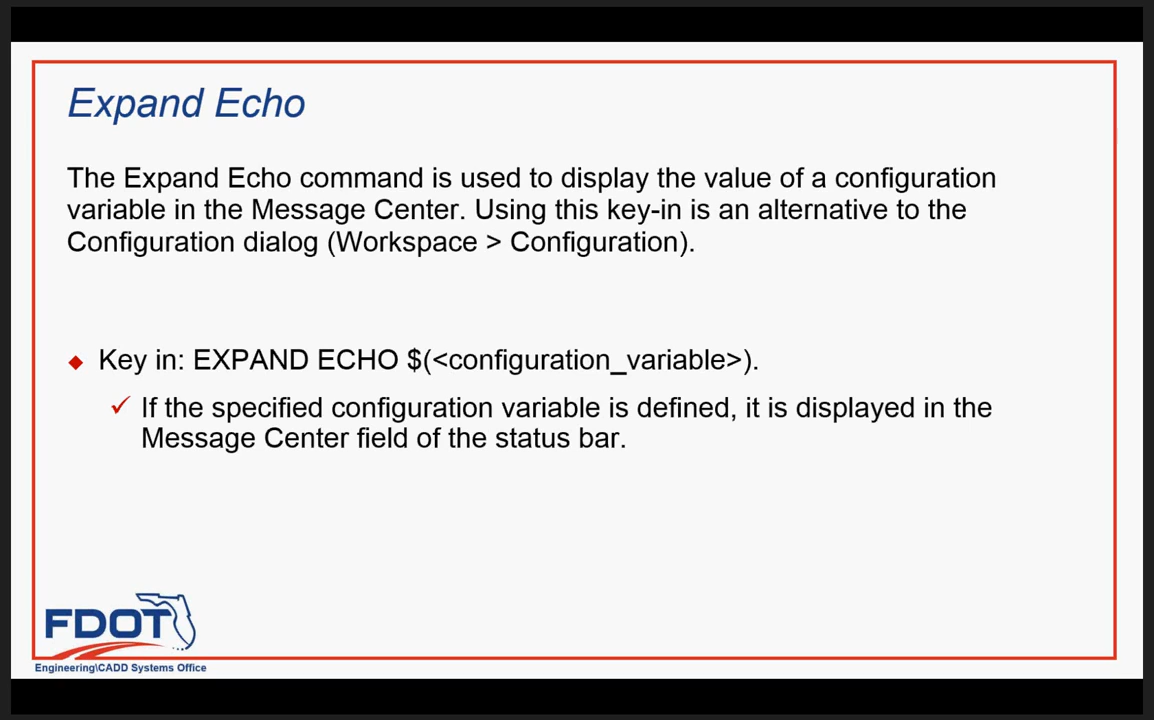 Expand Echo
The Expand Echo command is used to display the value of a configuration
variable in the Message Center. Using this key-in is an alternative to the
Configuration dialog (Workspace > Configuration).
Key in: EXPAND ECHO $(<configuration_variable>).
If the specified configuration variable is defined, it is displayed in the
Message Center field of the status bar.
FDOT
Engineering\CADD Systems Office